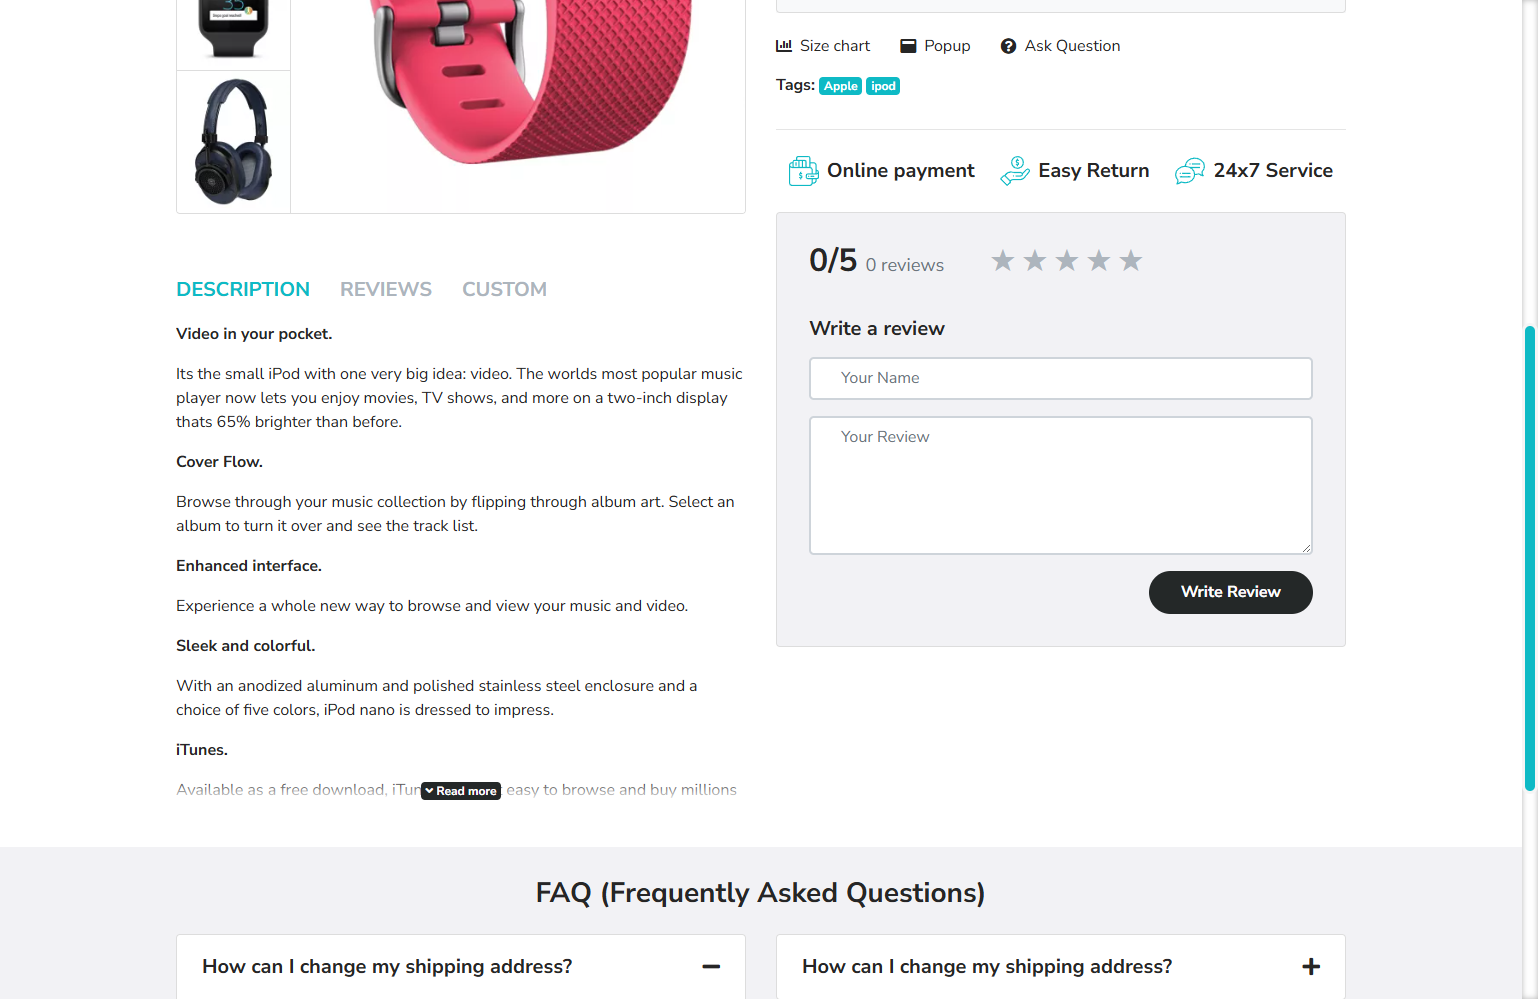 Size chart Popup Ask Question
Tags: Apple ipod
Online payment Easy Return 24x7 Service
0/5 0 reviews
Write a review
Your Name
Your Review
Write Review
DESCRIPTION REVIEWS CUSTOM
Video in your pocket.
Its the small iPod with one very big idea: video. The worlds most popular music
player now lets you enjoy movies, TV shows, and more on a two-inch display
thats 65% brighter than before.
Cover Flow.
Browse through your music collection by flipping through album art. Select an
album to turn it over and see the track list.
Enhanced interface.
Experience a whole new way to browse and view your music and video.
Sleek and colorful.
With an anodized aluminum and polished stainless steel enclosure and a
choice of five colors, iPod nano is dressed to impress.
iTunes.
Available as a free download, easy to browse and buy millions
Read more
FAQ (Frequently Asked Questions)
How can I change my shipping address?
How can I change my shipping address?